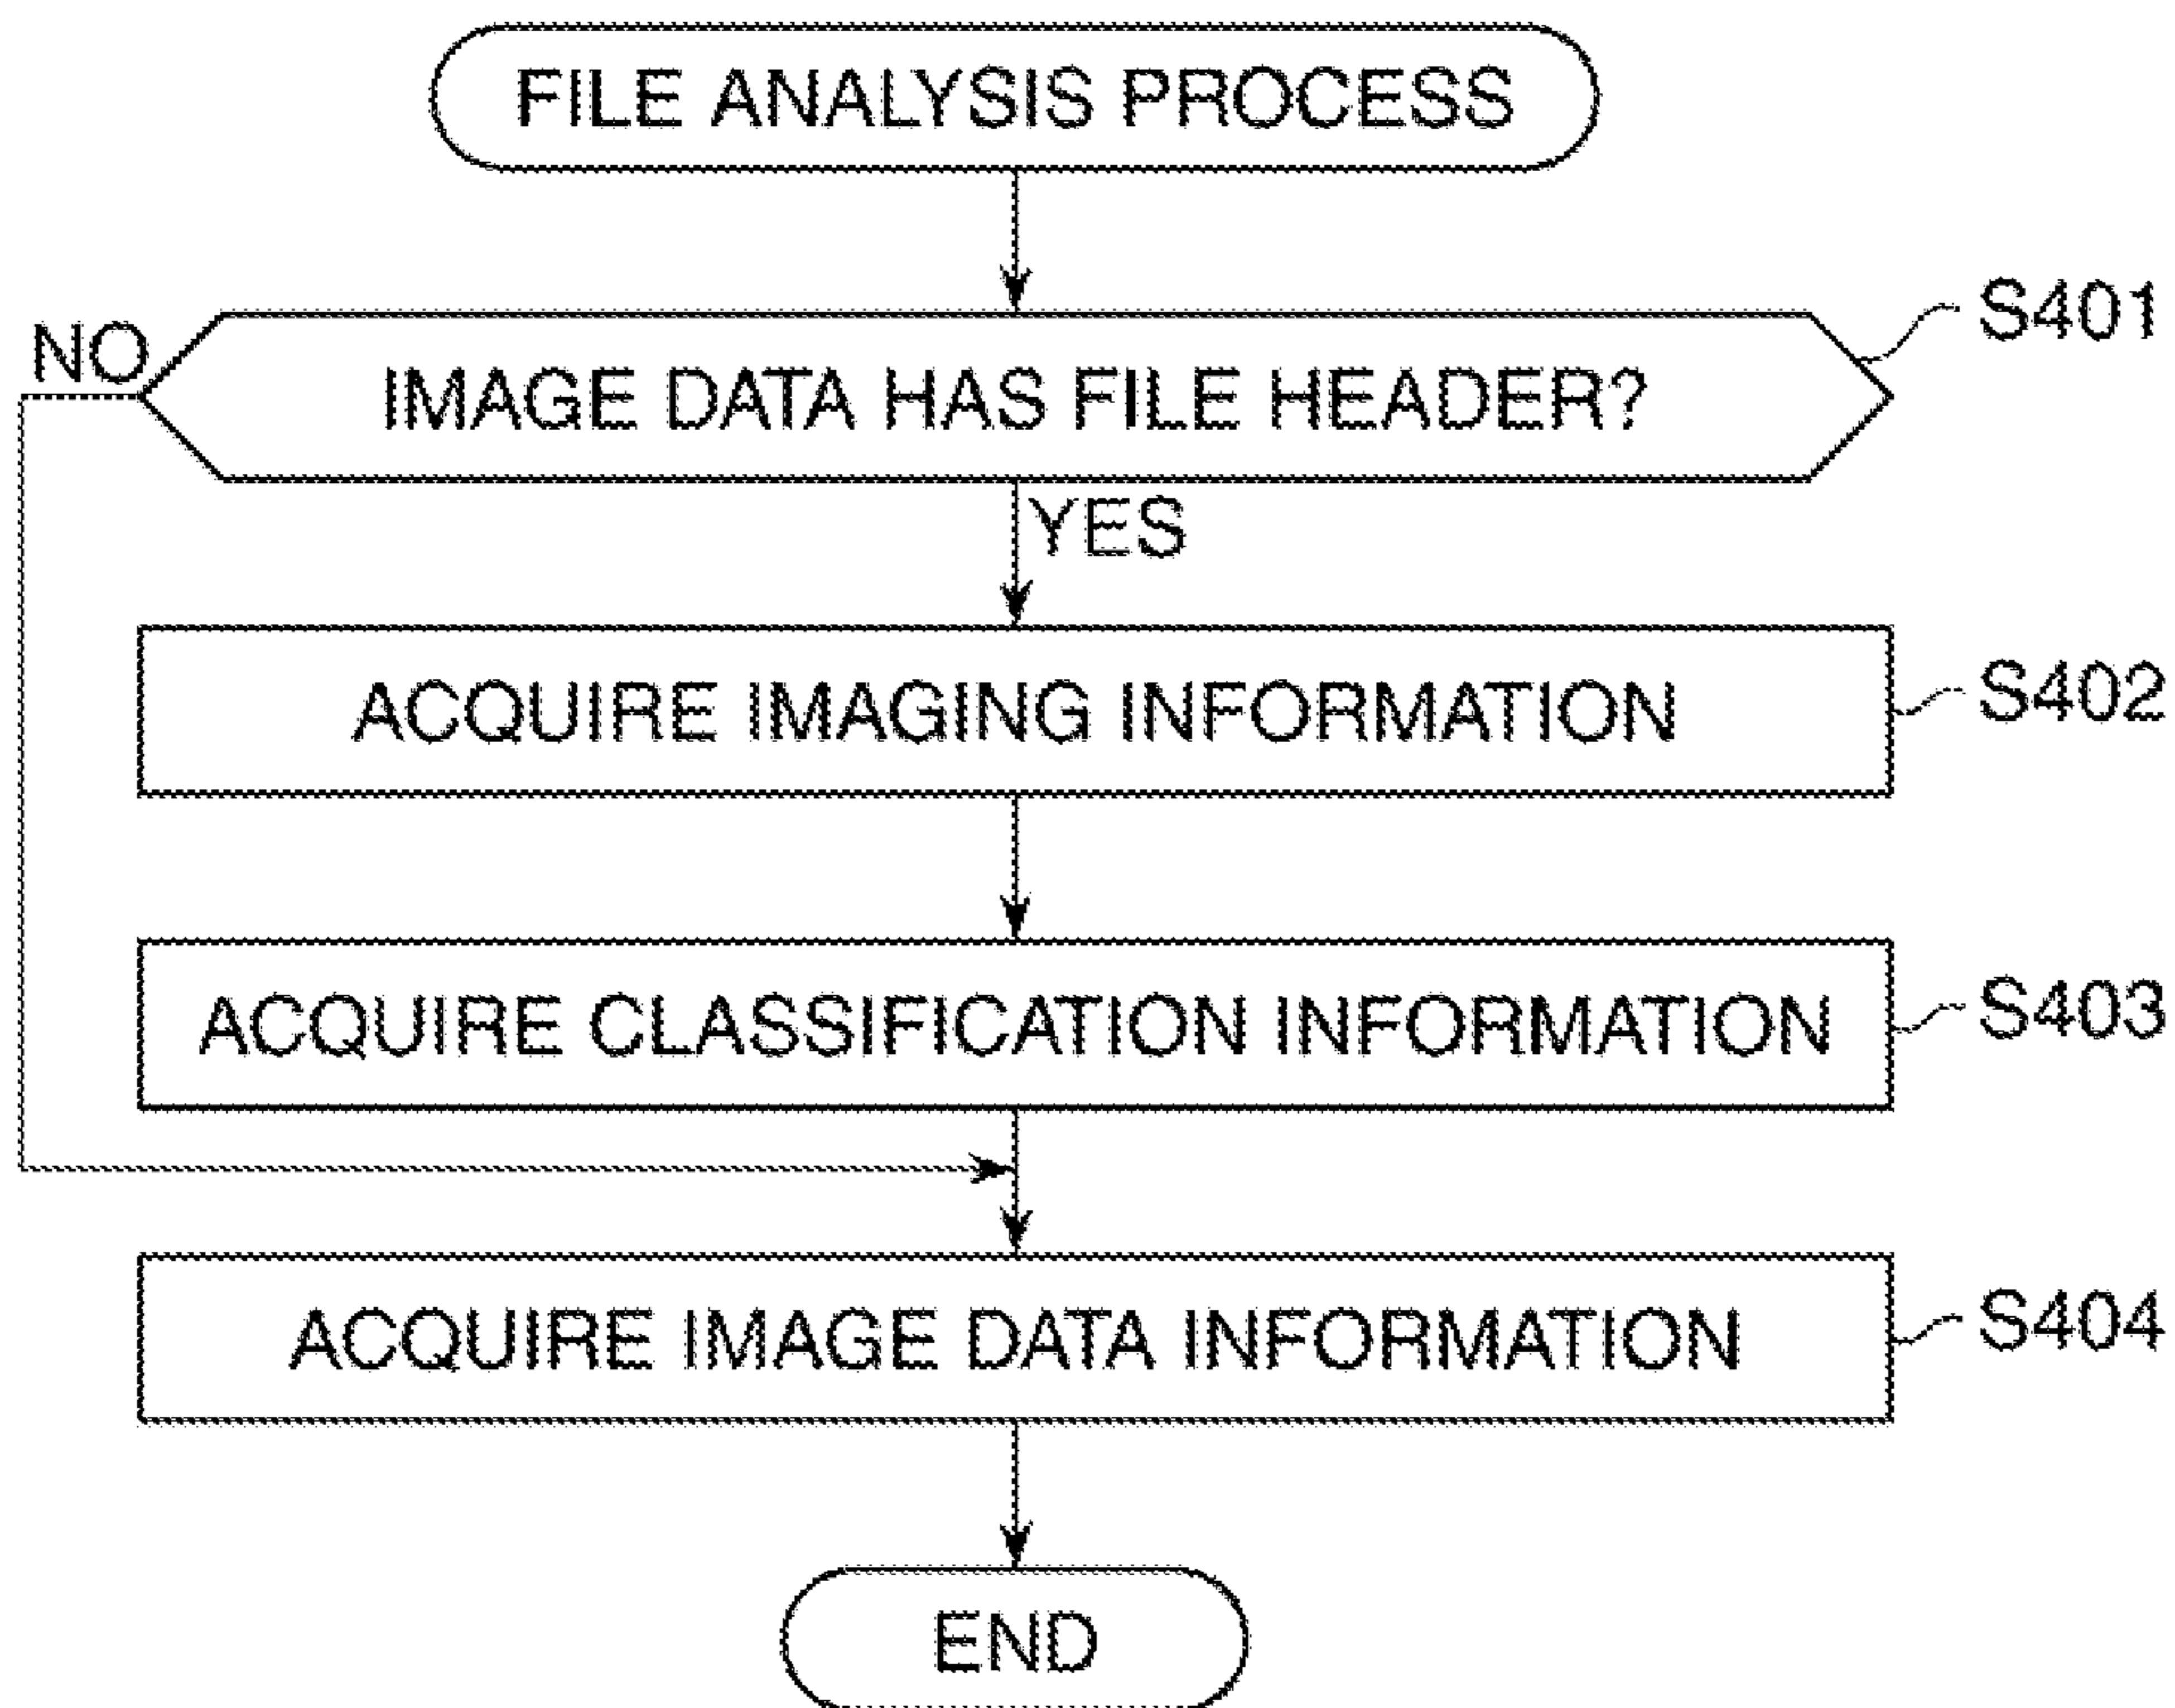 FILE ANALYSIS PROCESS
S401
NO
IMAGE DATA HAS FILE HEADER?
YES
ACQUIRE IMAGING INFORMATION
S402
ACQUIRE CLASSIFICATION INFORMATION
S403
ACQUIRE IMAGE DATA INFORMATION
S404
END